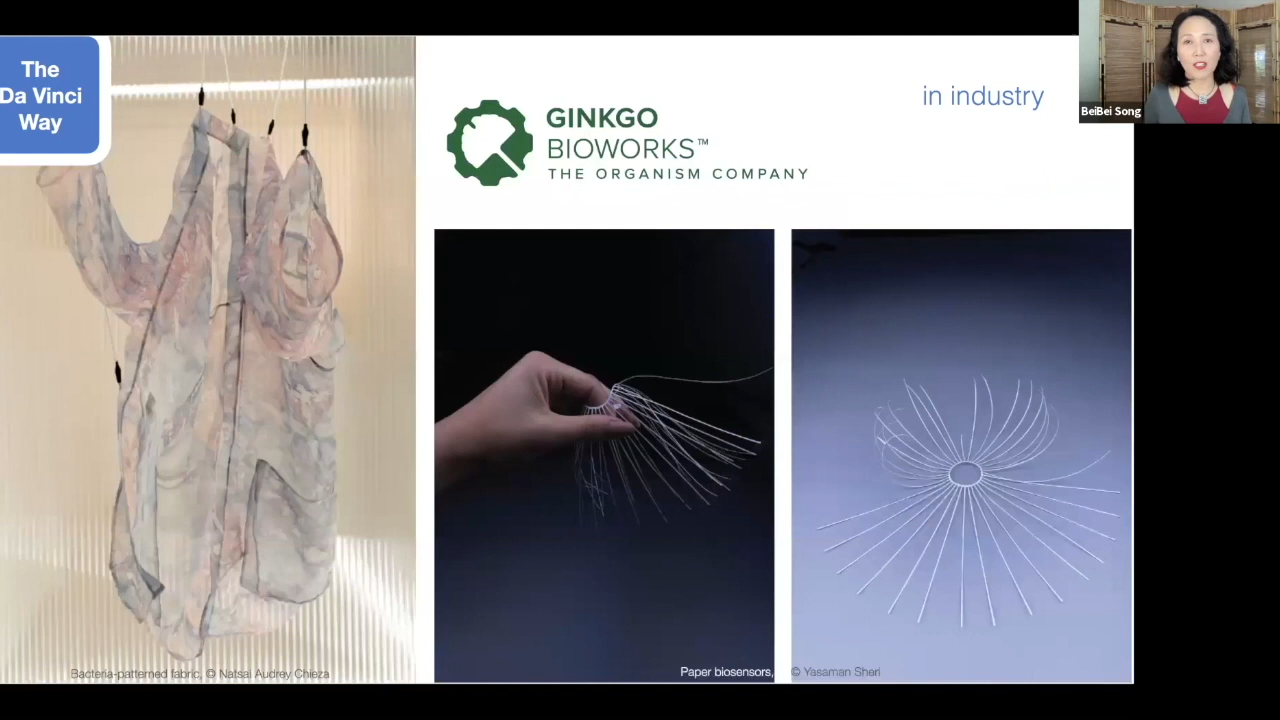 The
Da Vinci
Way
GINKGO
BIOWORKS™
THE ORGANISM COMPANY
in industry
BeiBei Song
Bacteria-patterned fabric, © Natsai Audrey Chieza
Paper biosensors, © Yasaman Sheri